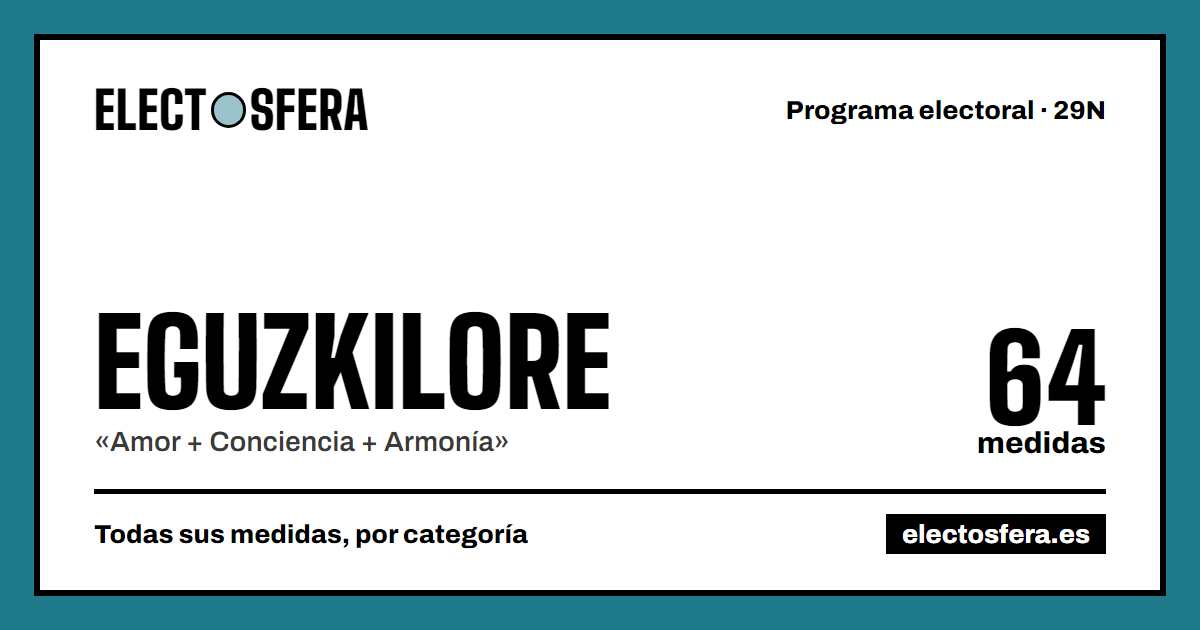 ELECTOSFERA
Programa electoral · 29N
EGUZKILORE
«Amor + Conciencia + Armonía»
64
medidas
Todas sus medidas, por categoría
electosfera.es